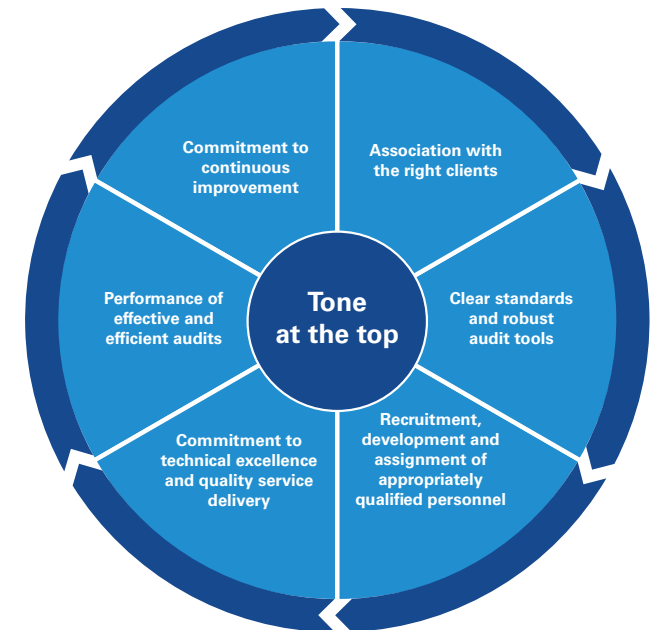 Commitment to
continuous
improvement
Association with
the right clients
Performance of
effective and
efficient audits
Tone
at the top
Clear standards
and robust
audit tools
Commitment to
technical excellence
and quality service
delivery
Recruitment,
development and
assignment of
appropriately
qualified personnel